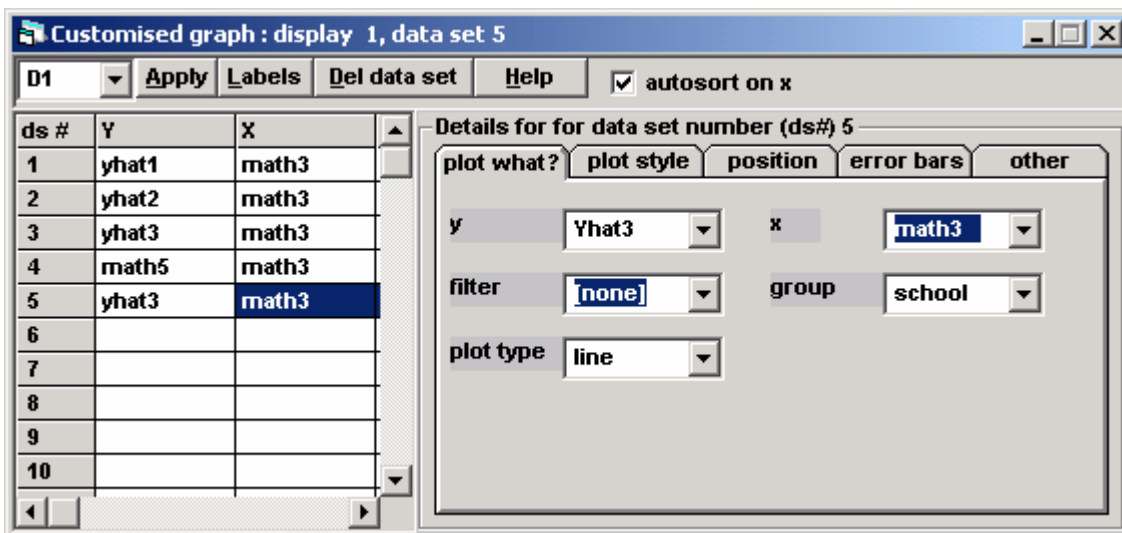 Customised graph : display 1, data set 5
D1 Apply Labels Del data set Help autosort on x
ds # Y X
1 yhat1 math3
2 yhat2 math3
3 yhat3 math3
4 math5 math3
5 yhat3 math3
6
7
8
9
10
Details for for data set number (ds#) 5
plot what? plot style position error bars other
y Yhat3 x math3
filter [none] group school
plot type line